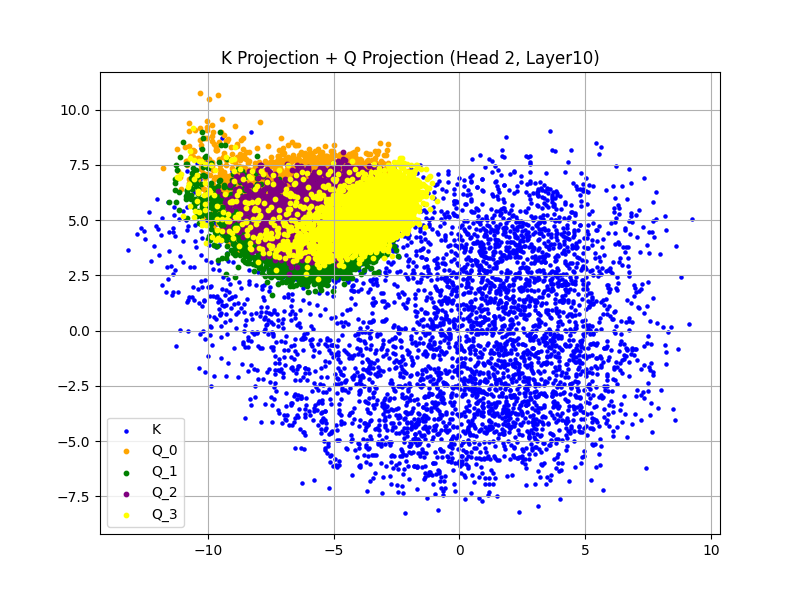 K Projection + Q Projection (Head 2, Layer10)
10.0
7.5
5.0
2.5
0.0
−2.5
−5.0
−7.5
K
Q_0
Q_1
Q_2
Q_3
−10
−5
0
5
10